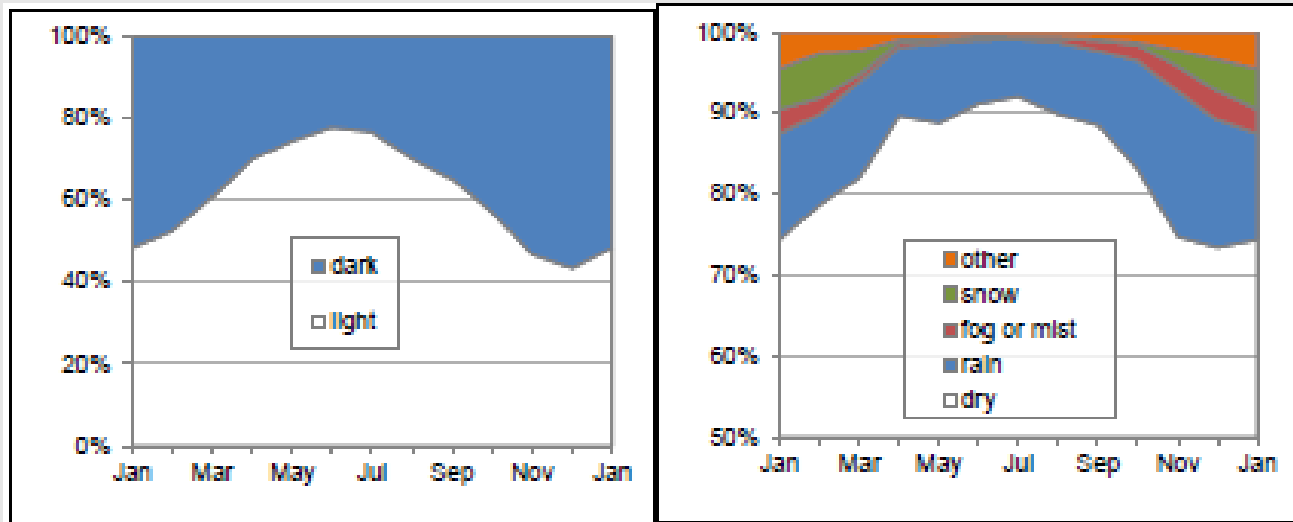 100%
80%
60%
40%
20%
0%
dark
light
Jan Mar May Jul Sep Nov Jan
100%
90%
80%
70%
60%
50%
other
snow
fog or mist
rain
dry
Jan Mar May Jul Sep Nov Jan